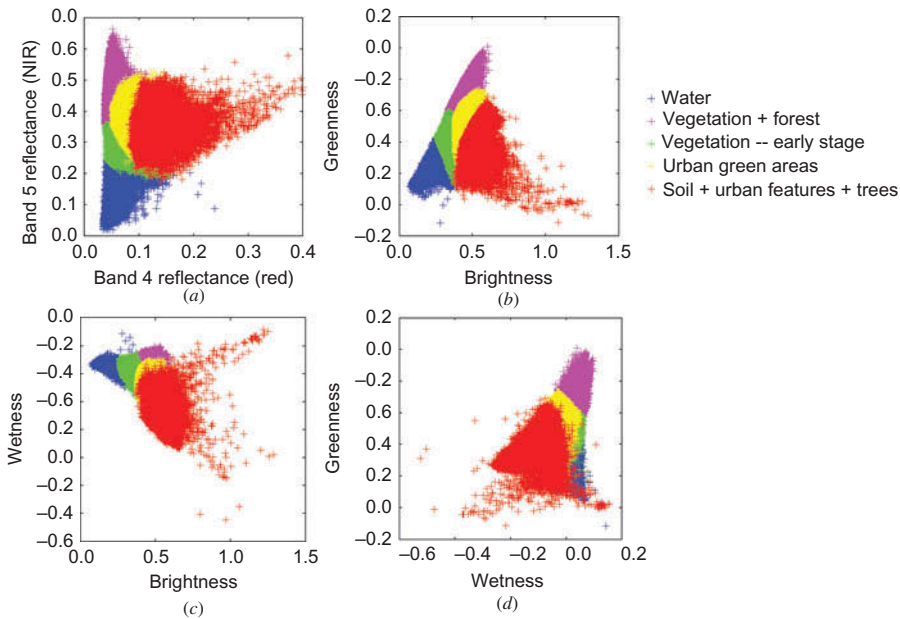 0.0
0.6
0.5
0.4
0.3
0.2
0.1
0.0
Band 5 reflectance (NIR)
0.0 0.1 0.2 0.3 0.4
Band 4 reflectance (red)
(a)
0.2
0.0
−0.2
0.6
0.4
0.2
0.0
−0.2
Greenness
0.0 0.5 1.0 1.5
Brightness
(b)
Water
Vegetation + forest
Vegetation -- early stage
Urban green areas
Soil + urban features + trees
0.0
−0.2
−0.4
0.4
0.2
0.0
−0.2
−0.4
−0.6
Wetness
0.0 0.5 1.0 1.5
Brightness
(c)
0.2
0.0
−0.2
0.6
0.4
0.2
0.0
−0.2
Greenness
−0.6 −0.4 −0.2 0.0 0.2
Wetness
(d)